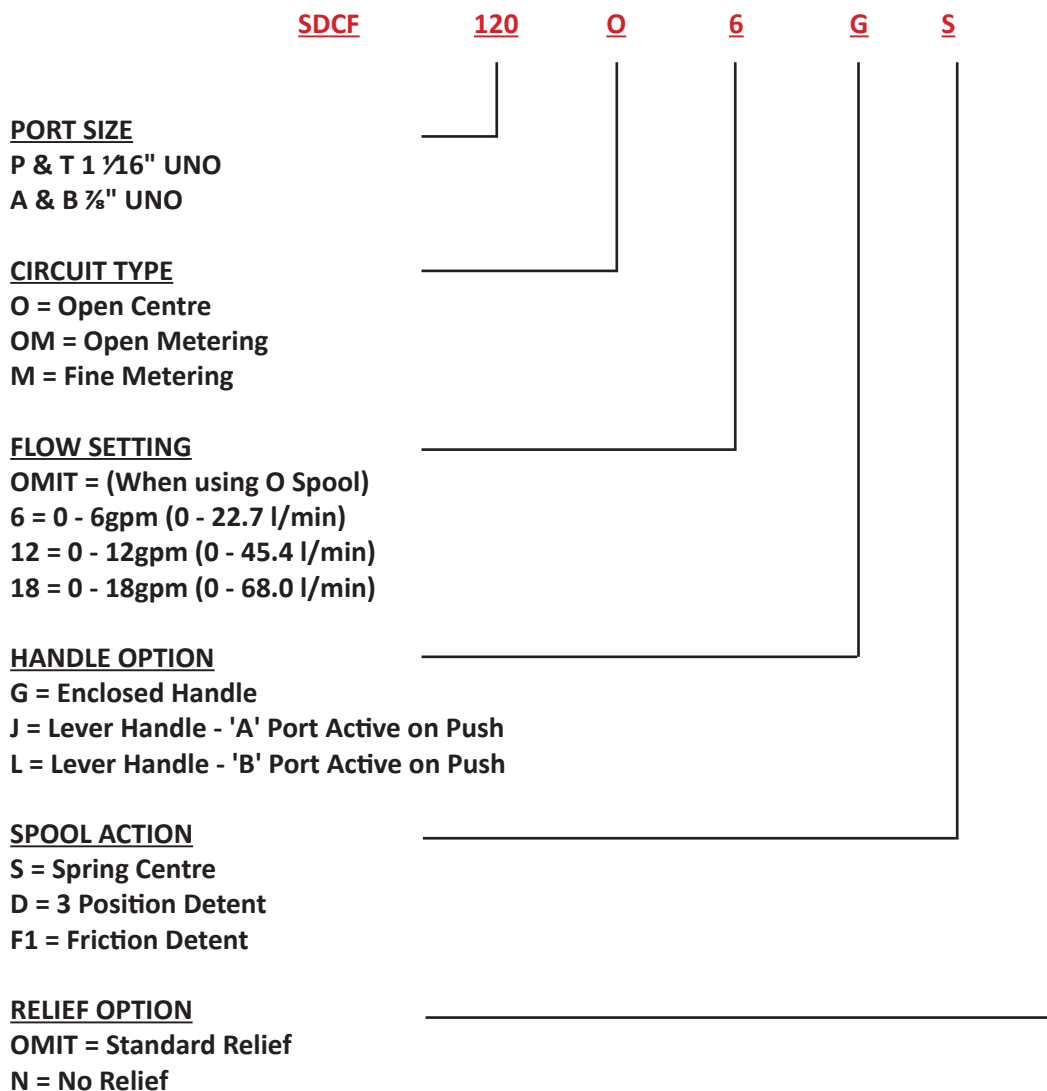 SDCF 120 O 6 G S
PORT SIZE
P & T 1 1⁄16" UNO
A & B ⅞" UNO
CIRCUIT TYPE
O = Open Centre
OM = Open Metering
M = Fine Metering
FLOW SETTING
OMIT = (When using O Spool)
6 = 0 - 6gpm (0 - 22.7 l/min)
12 = 0 - 12gpm (0 - 45.4 l/min)
18 = 0 - 18gpm (0 - 68.0 l/min)
HANDLE OPTION
G = Enclosed Handle
J = Lever Handle - 'A' Port Active on Push
L = Lever Handle - 'B' Port Active on Push
SPOOL ACTION
S = Spring Centre
D = 3 Position Detent
F1 = Friction Detent
RELIEF OPTION
OMIT = Standard Relief
N = No Relief